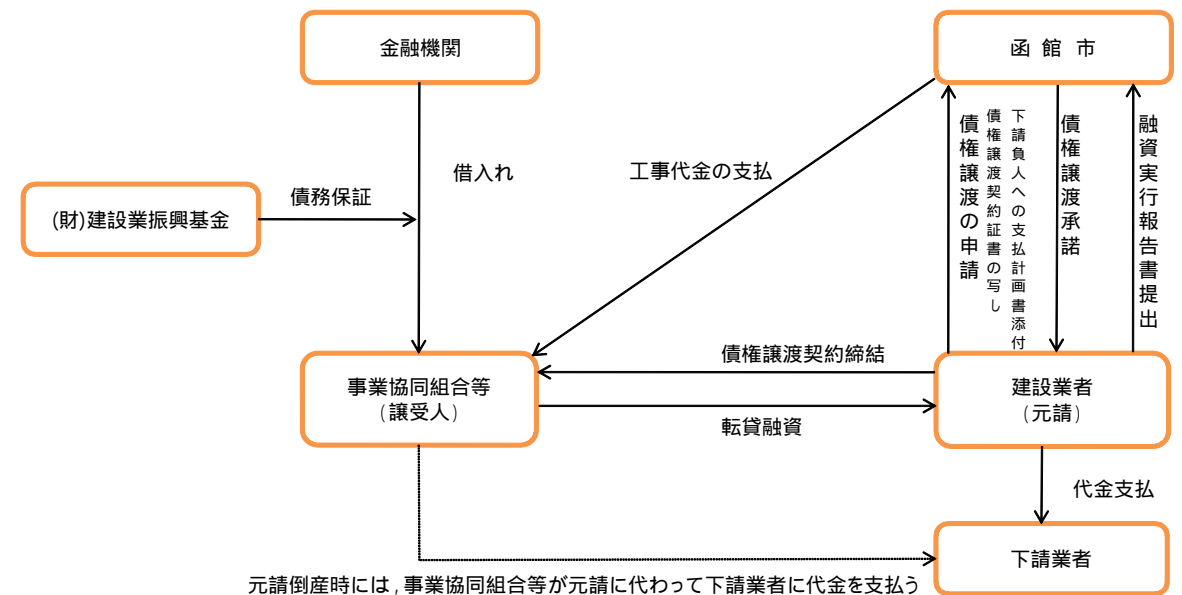 金融機関
函 館 市
(財)建設業振興基金
債務保証
借入れ
工事代金の支払
債権譲渡の申請
債権譲渡契約証書の写し
下請負人への支払計画書添付
債権譲渡承諾
融資実行報告書提出
事業協同組合等
(譲受人)
債権譲渡契約締結
転貸融資
建設業者
(元請)
代金支払
下請業者
元請倒産時には,事業協同組合等が元請に代わって下請業者に代金を支払う